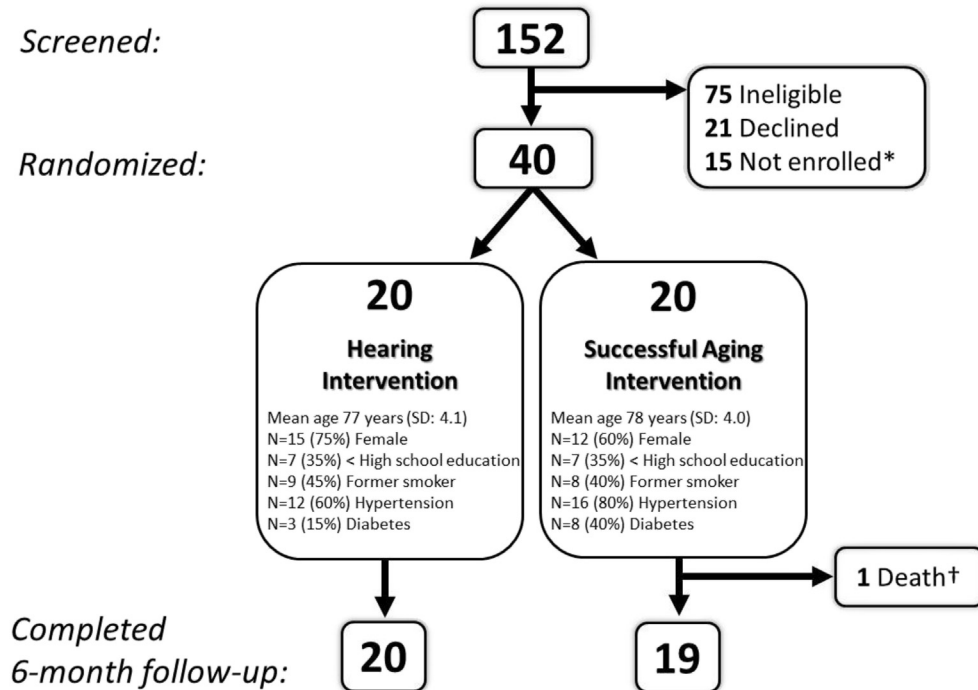 Screened:
152
75 Ineligible
21 Declined
15 Not enrolled*
Randomized:
40
20
Hearing
Intervention
Mean age 77 years (SD: 4.1)
N=15 (75%) Female
N=7 (35%) < High school education
N=9 (45%) Former smoker
N=12 (60%) Hypertension
N=3 (15%) Diabetes
20
Successful Aging
Intervention
Mean age 78 years (SD: 4.0)
N=12 (60%) Female
N=7 (35%) < High school education
N=8 (40%) Former smoker
N=16 (80%) Hypertension
N=8 (40%) Diabetes
1 Death†
Completed
6-month follow-up:
20
19